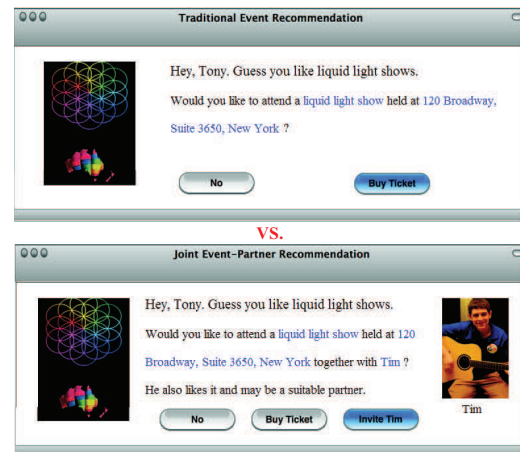 Traditional Event Recommendation
Hey, Tony. Guess you like liquid light shows.
Would you like to attend a liquid light show held at 120 Broadway,
Suite 3650, New York ?
No
Buy Ticket
VS.
Joint Event-Partner Recommendation
Hey, Tony. Guess you like liquid light shows.
Would you like to attend a liquid light show held at 120
Broadway, Suite 3650, New York together with Tim ?
He also likes it and may be a suitable partner.
Tim
No
Buy Ticket
Invite Tim